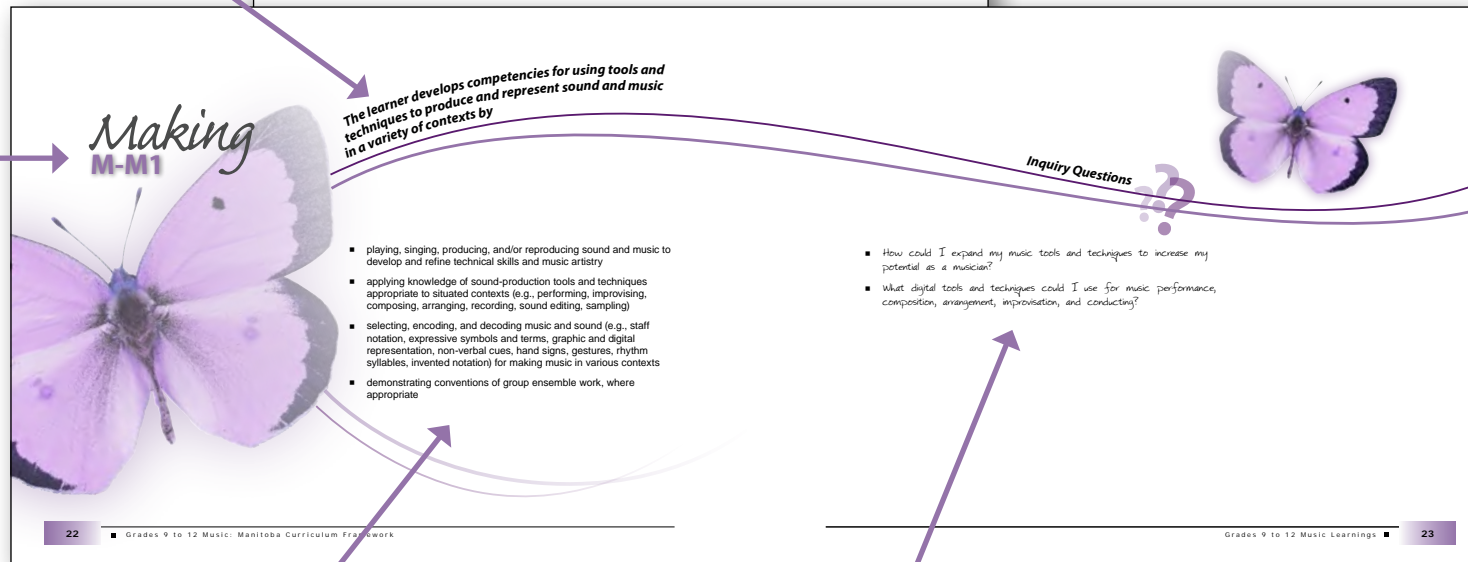 Making
M-M1
The learner develops competencies for using tools and
techniques to produce and represent sound and music
in a variety of contexts by
■ playing, singing, producing, and/or reproducing sound and music to
develop and refine technical skills and music artistry
■ applying knowledge of sound-production tools and techniques
appropriate to situated contexts (e.g., performing, improvising,
composing, arranging, recording, sound editing, sampling)
■ selecting, encoding, and decoding music and sound (e.g., staff
notation, expressive symbols and terms, graphic and digital
representation, non-verbal cues, hand signs, gestures, rhythm
syllables, invented notation) for making music in various contexts
■ demonstrating conventions of group ensemble work, where
appropriate
22 ■ Grades 9 to 12 Music: Manitoba Curriculum Framework
Inquiry Questions
???
■ How could I expand my music tools and techniques to increase my
potential as a musician?
■ What digital tools and techniques could I use for music performance,
composition, arrangement, improvisation, and conducting?
Grades 9 to 12 Music Learnings ■ 23